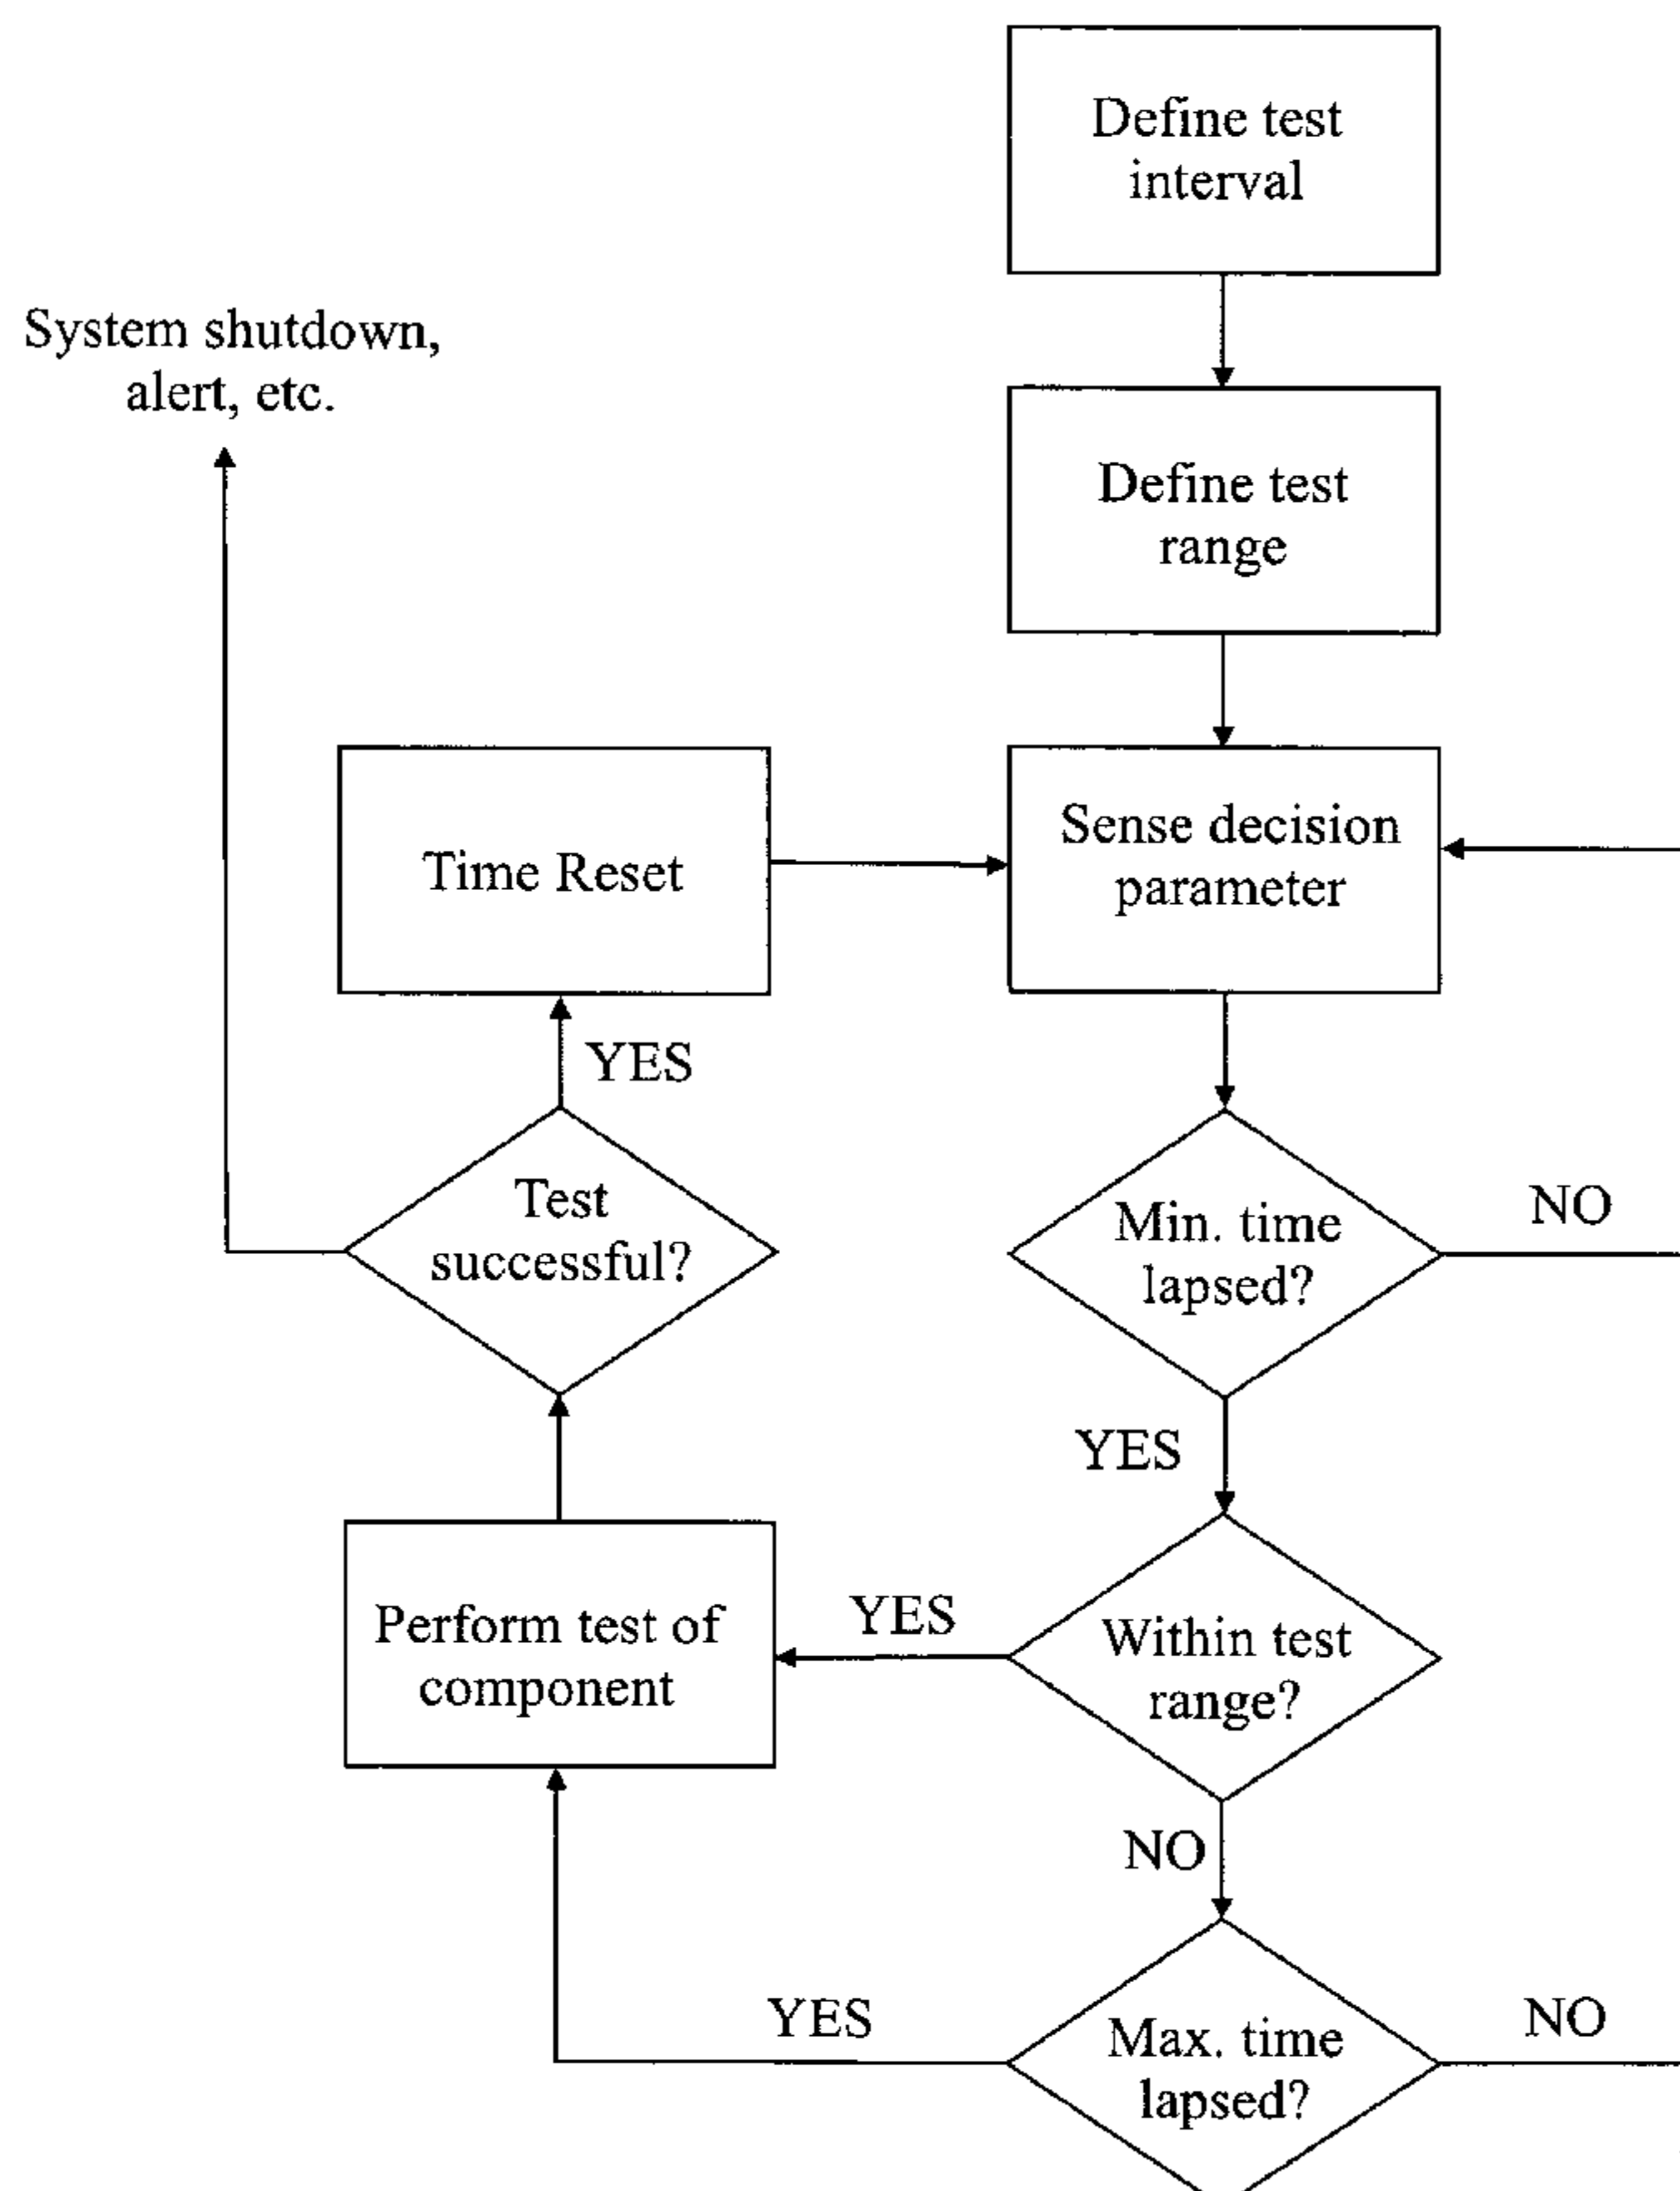 Define test
interval
System shutdown,
alert, etc.
Define test
range
Time Reset
Sense decision
parameter
YES
Test
successful?
Min. time
lapsed?
NO
YES
Perform test of
component
YES
Within test
range?
NO
YES
Max. time
lapsed?
NO